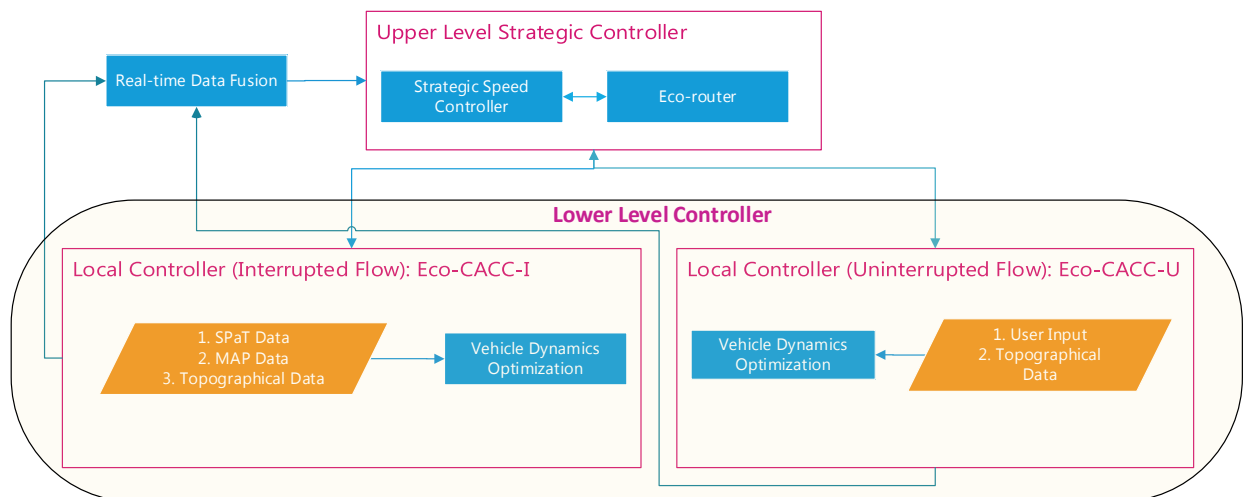 Upper Level Strategic Controller
Real-time Data Fusion
Strategic Speed
Controller
Eco-router
Lower Level Controller
Local Controller (Interrupted Flow): Eco-CACC-I
1. SPaT Data
2. MAP Data
3. Topographical Data
Vehicle Dynamics
Optimization
Local Controller (Uninterrupted Flow): Eco-CACC-U
Vehicle Dynamics
Optimization
1. User Input
2. Topographical
Data